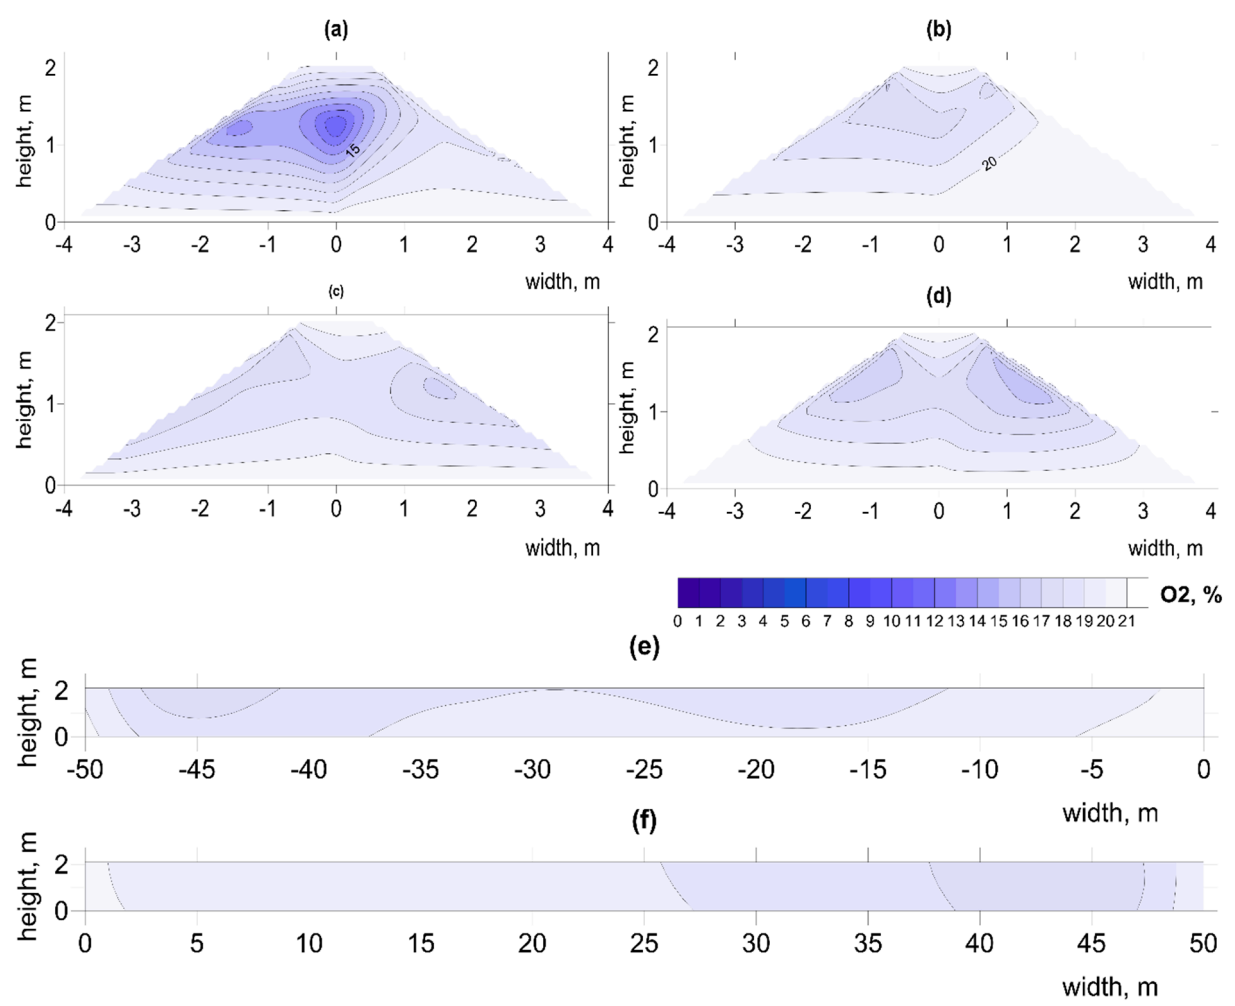 (a)
(b)
height, m
2
1
0
15
-4 -3 -2 -1 0 1 2 3 4
width, m
height, m
2
1
0
20
-4 -3 -2 -1 0 1 2 3 4
width, m
(c)
(d)
height, m
2
1
0
-4 -3 -2 -1 0 1 2 3 4
width, m
height, m
2
1
0
-4 -3 -2 -1 0 1 2 3 4
width, m
0 1 2 3 4 5 6 7 8 9 10 11 12 13 14 15 16 17 18 19 20 21
O2, %
(e)
height, m
2
0
-50 -45 -40 -35 -30 -25 -20 -15 -10 -5 0
width, m
(f)
height, m
2
0
0 5 10 15 20 25 30 35 40 45 50
width, m